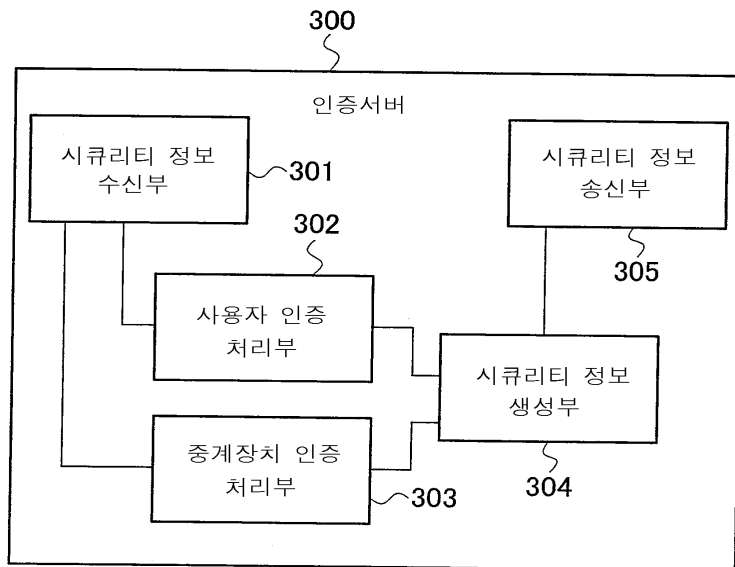 300
인증서버
시큐리티 정보
수신부
301
시큐리티 정보
송신부
305
302
사용자 인증
처리부
시큐리티 정보
생성부
304
중계장치 인증
처리부
303